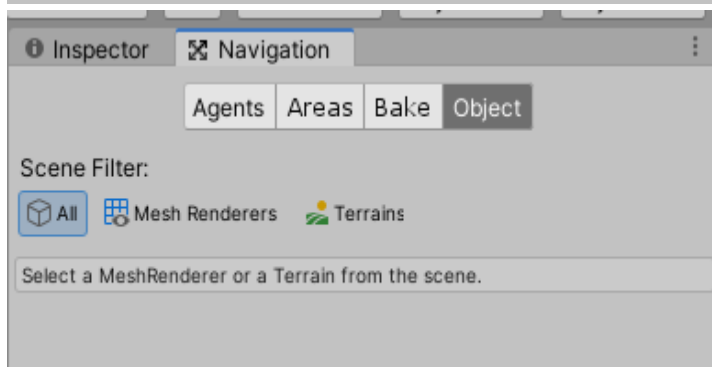 Inspector Navigation
Agents Areas Bake Object
Scene Filter:
All Mesh Renderers Terrains
Select a MeshRenderer or a Terrain from the scene.